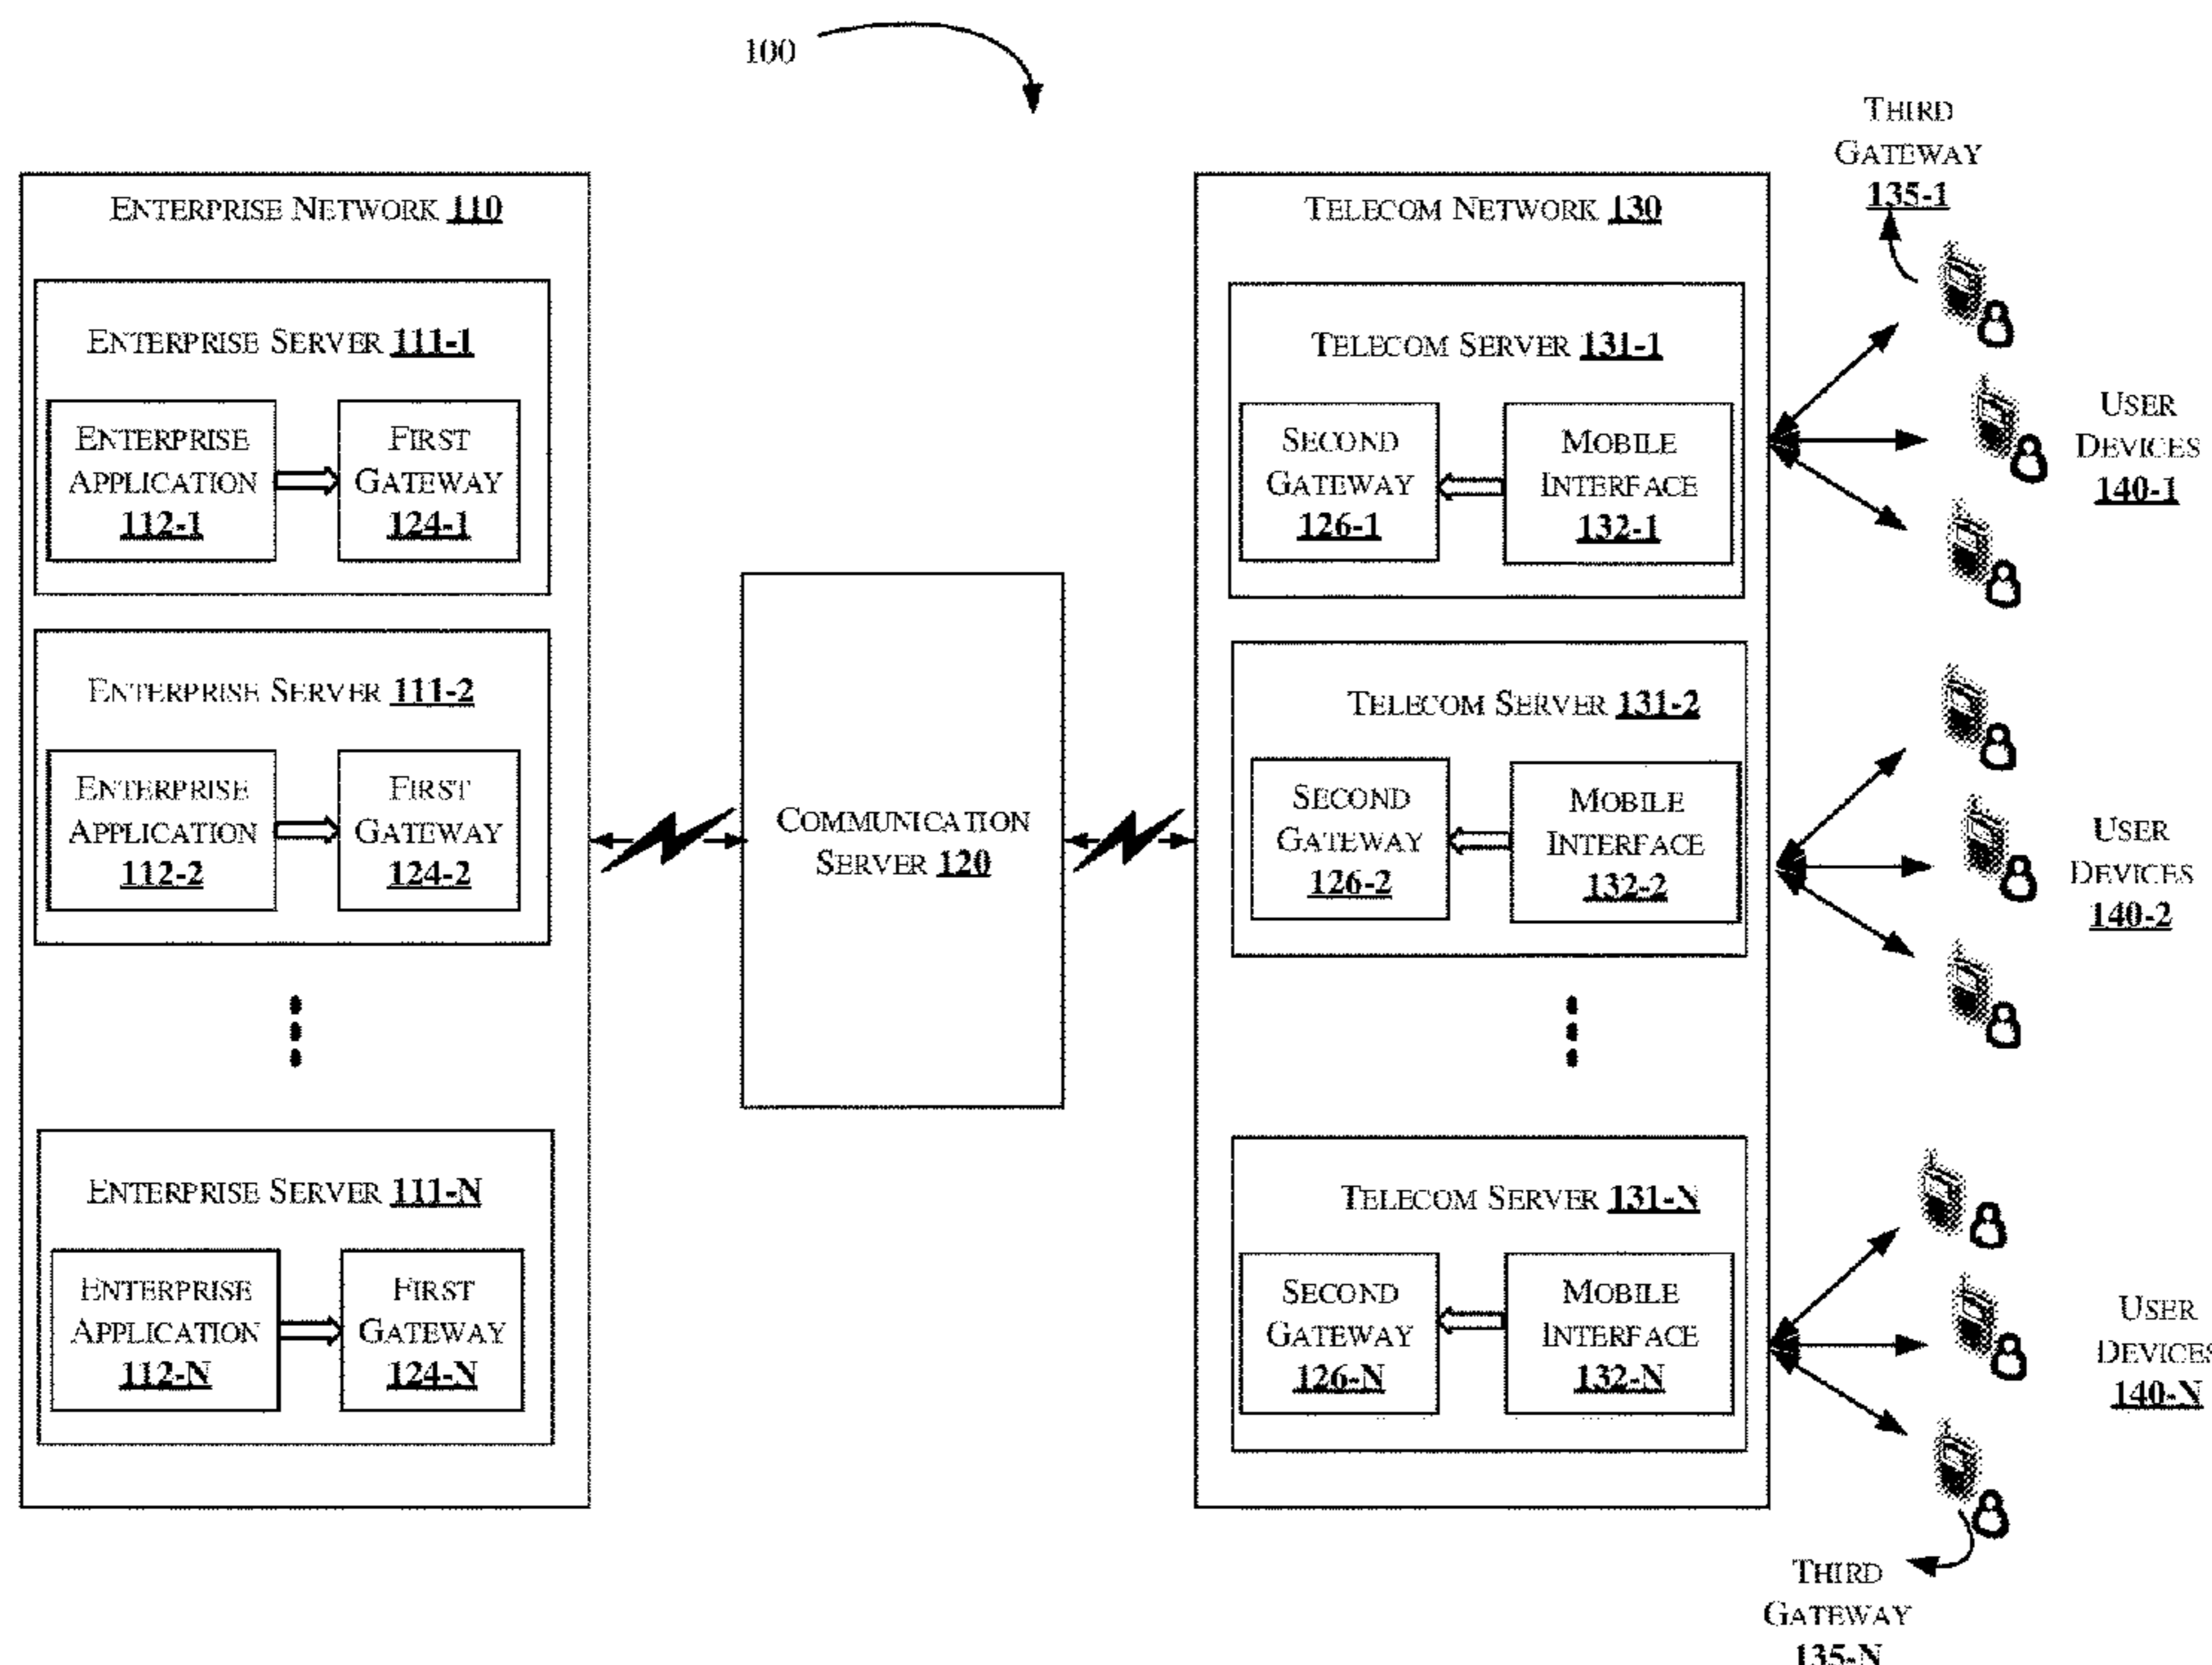 100
ENTERPRISE NETWORK 110
ENTERPRISE SERVER 111-1
ENTERPRISE
APPLICATION
112-1
FIRST
GATEWAY
124-1
ENTERPRISE SERVER 111-2
ENTERPRISE
APPLICATION
112-2
FIRST
GATEWAY
124-2
ENTERPRISE SERVER 111-N
ENTERPRISE
APPLICATION
112-N
FIRST
GATEWAY
124-N
COMMUNICATION
SERVER 120
TELECOM NETWORK 130
TELECOM SERVER 131-1
SECOND
GATEWAY
126-1
MOBILE
INTERFACE
132-1
TELECOM SERVER 131-2
SECOND
GATEWAY
126-2
MOBILE
INTERFACE
132-2
TELECOM SERVER 131-N
SECOND
GATEWAY
126-N
MOBILE
INTERFACE
132-N
THIRD
GATEWAY
135-1
USER
DEVICES
140-1
USER
DEVICES
140-2
USER
DEVICES
140-N
THIRD
GATEWAY
135-N